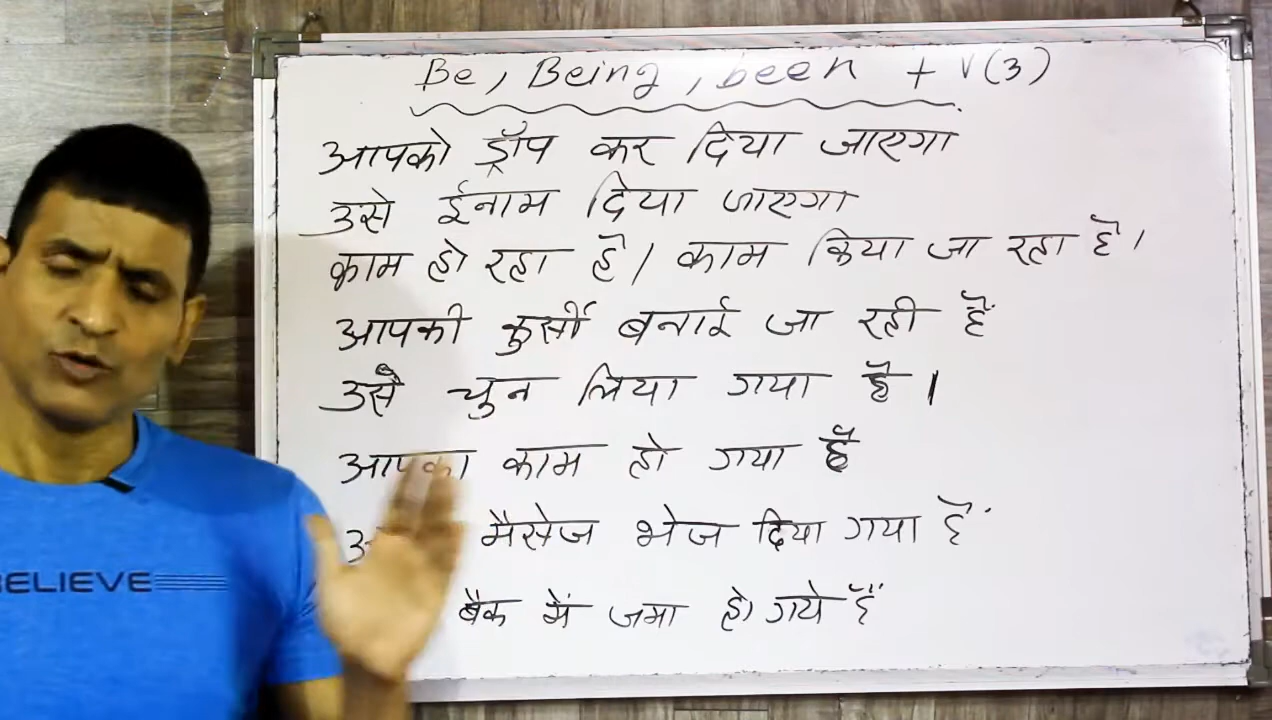 Be, Being, been + V(3)
आपको ड्रॉप कर दिया जाएगा
उसे ईनाम दिया जाएगा
काम हो रहा है। काम किया जा रहा है।
आपकी कुर्सी बनाई जा रही है
उसे चुन लिया गया है।
आपका काम हो गया है
मैसेज भेज दिया गया है
बैंक में जमा हो गये हैं
BELIEVE